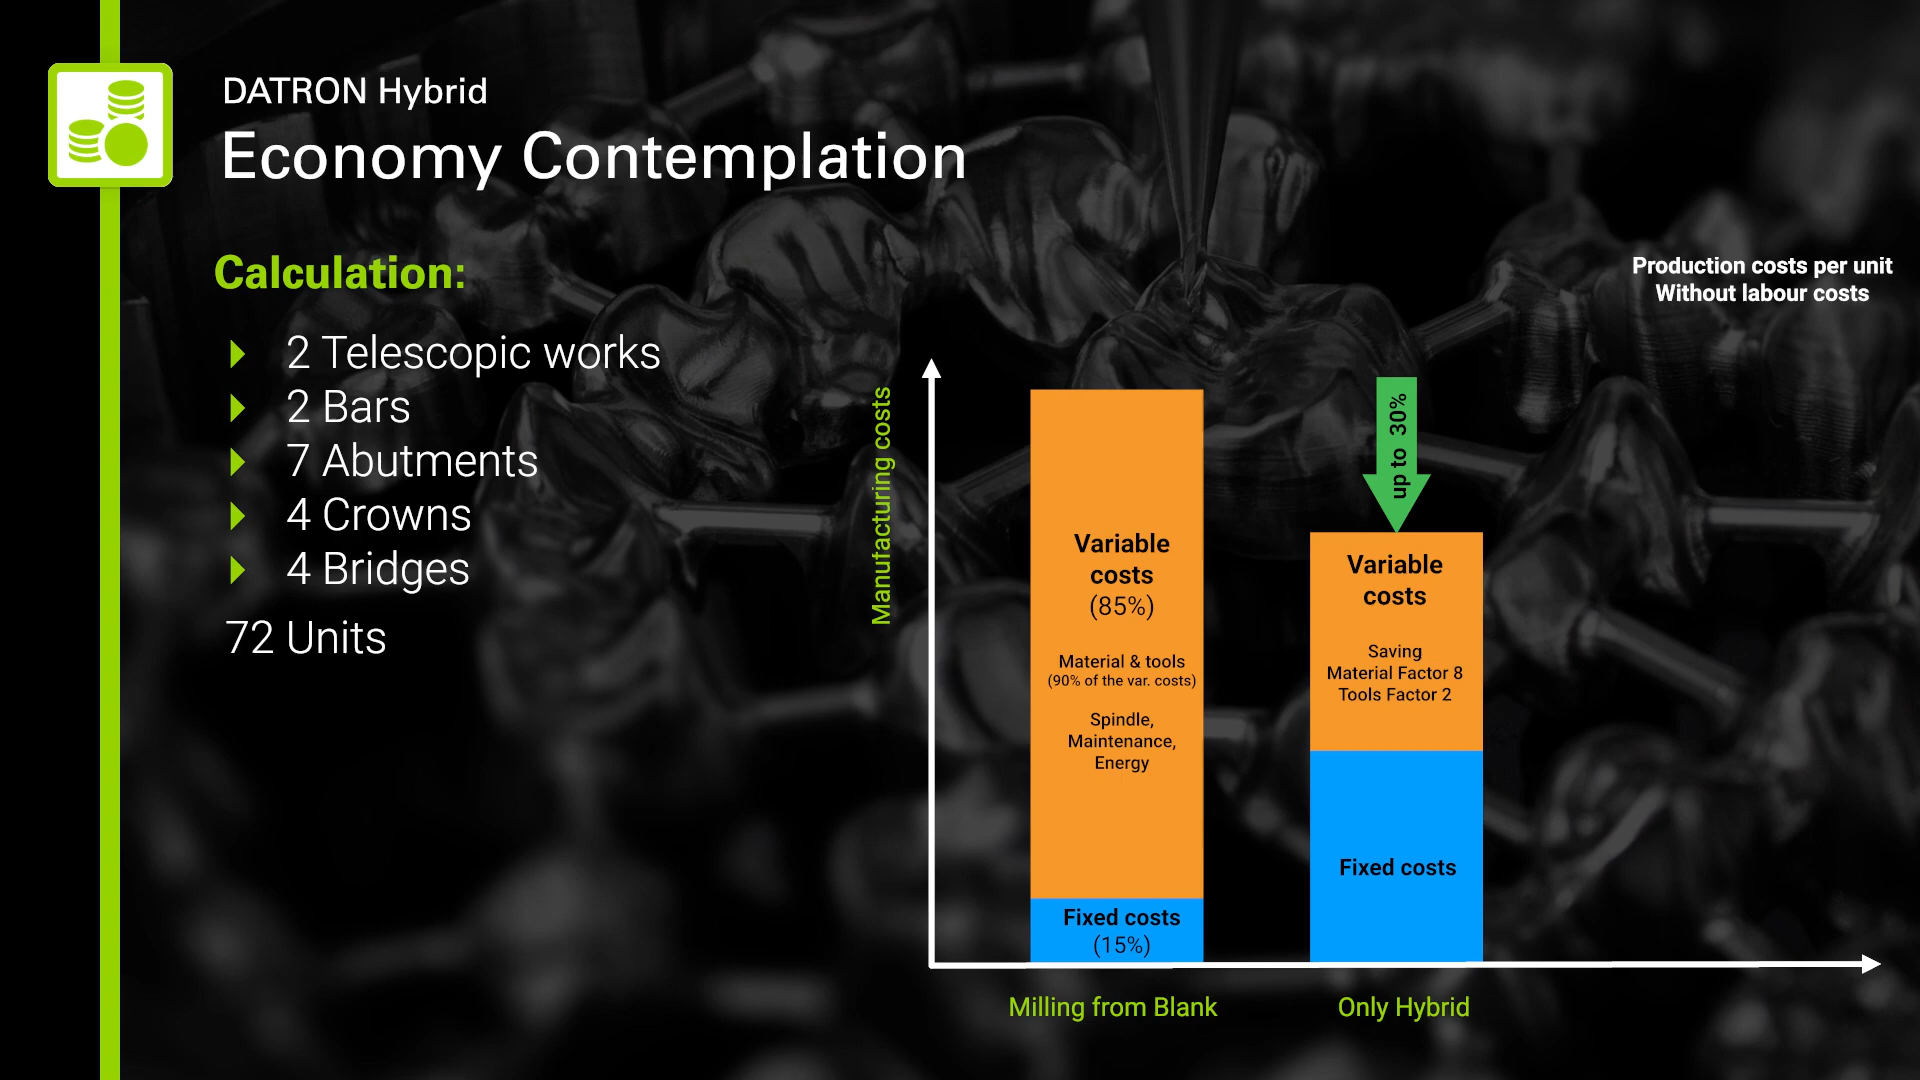 DATRON Hybrid
Economy Contemplation
Calculation:
2 Telescopic works
2 Bars
7 Abutments
4 Crowns
4 Bridges
72 Units
Production costs per unit
Without labour costs
Manufacturing costs
Variable
costs
(85%)
Material & tools
(90% of the var. costs)
Spindle,
Maintenance,
Energy
Fixed costs
(15%)
up to 30%
Variable
costs
Saving
Material Factor 8
Tools Factor 2
Fixed costs
Milling from Blank
Only Hybrid